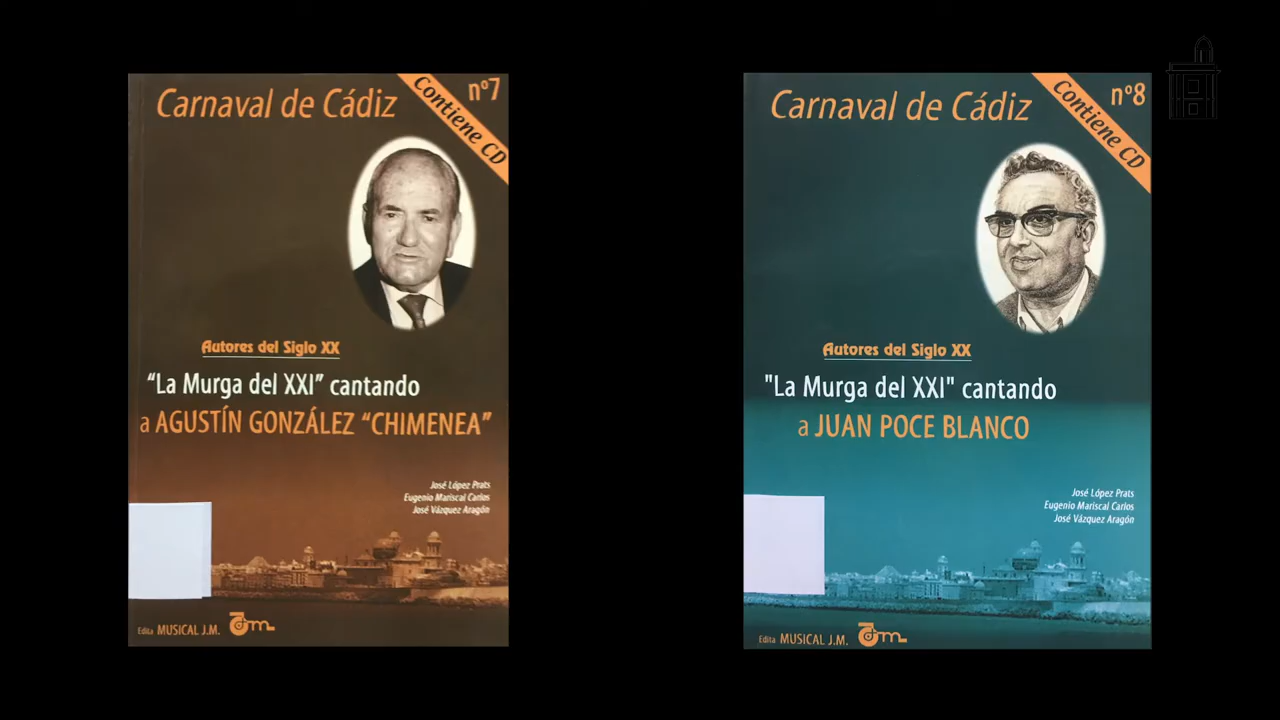 Carnaval de Cádiz
Contiene CD
nº7
Autores del Siglo XX
“La Murga del XXI” cantando
a AGUSTÍN GONZÁLEZ “CHIMENEA”
José López Prats
Eugenio Mariscal Carlos
José Vázquez Aragón
Edita MUSICAL J.M.
Carnaval de Cádiz
Contiene CD
nº8
Autores del Siglo XX
"La Murga del XXI" cantando
a JUAN POCE BLANCO
José López Prats
Eugenio Mariscal Carlos
José Vázquez Aragón
Edita MUSICAL J.M.